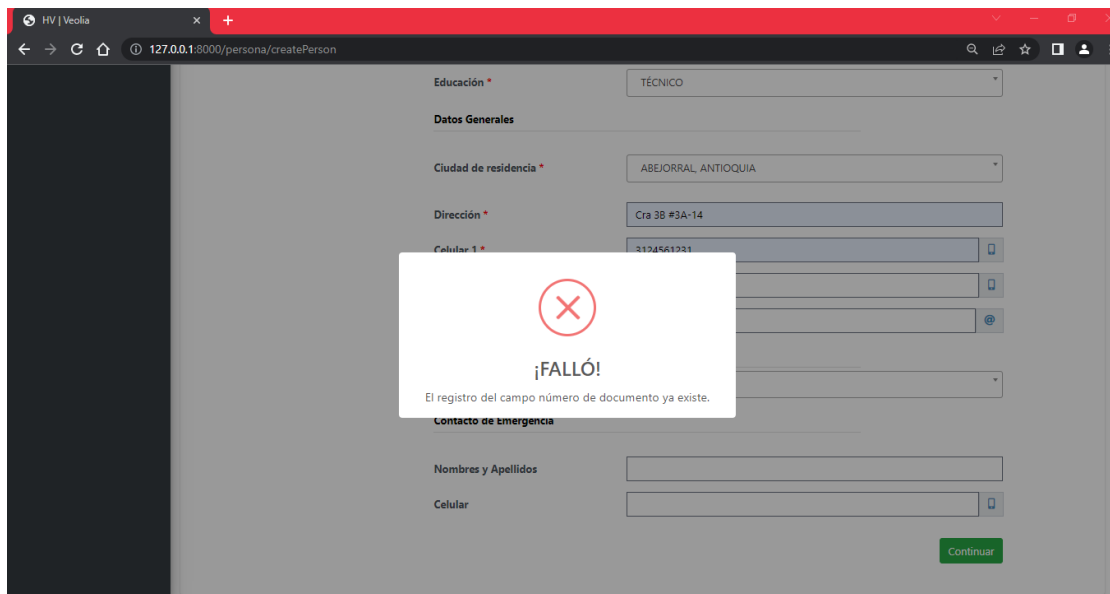 HV | Veolia
127.0.0.1:8000/persona/createPerson
Educación * TÉCNICO
Datos Generales
Ciudad de residencia * ABEJORRAL, ANTIOQUIA
Dirección * Cra 3B #3A-14
Celular 1 * 3124561231
@
¡FALLÓ!
El registro del campo número de documento ya existe.
Contacto de Emergencia
Nombres y Apellidos
Celular
Continuar